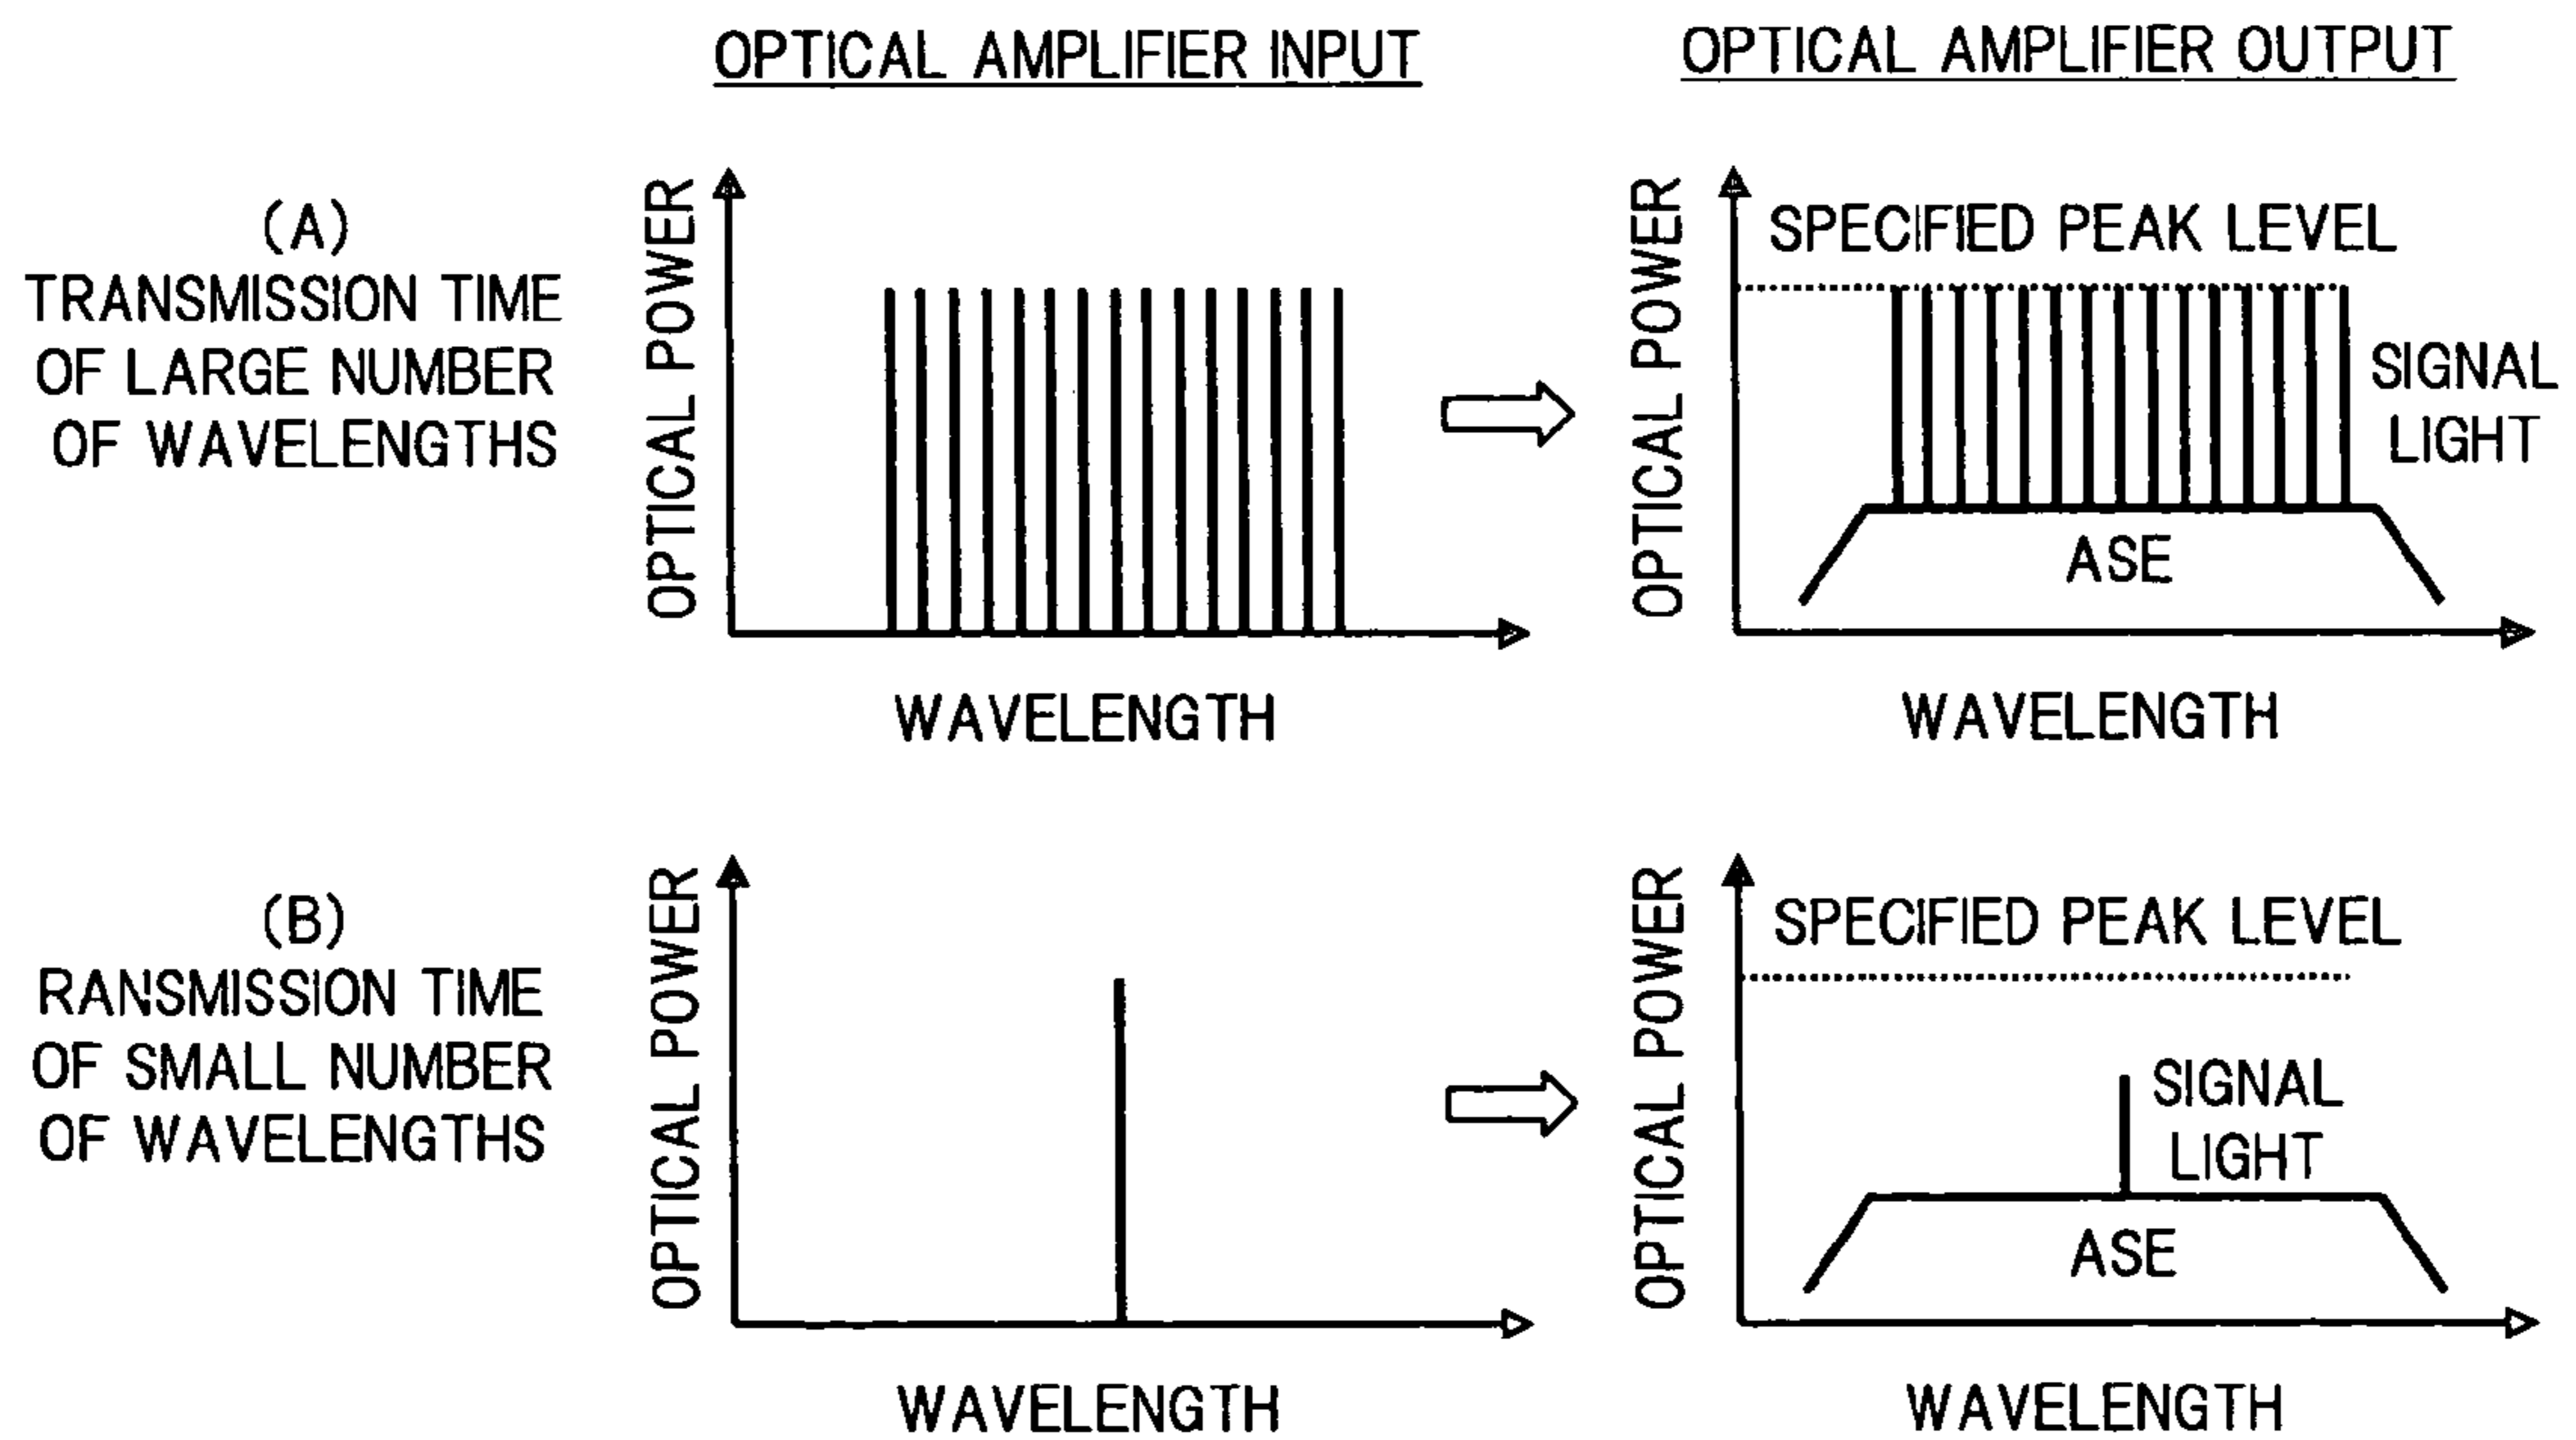 OPTICAL AMPLIFIER INPUT
OPTICAL AMPLIFIER OUTPUT
(A)
TRANSMISSION TIME
OF LARGE NUMBER
OF WAVELENGTHS
OPTICAL POWER
WAVELENGTH
OPTICAL POWER
SPECIFIED PEAK LEVEL
SIGNAL
LIGHT
ASE
WAVELENGTH
(B)
RANSMISSION TIME
OF SMALL NUMBER
OF WAVELENGTHS
OPTICAL POWER
WAVELENGTH
OPTICAL POWER
SPECIFIED PEAK LEVEL
SIGNAL
LIGHT
ASE
WAVELENGTH